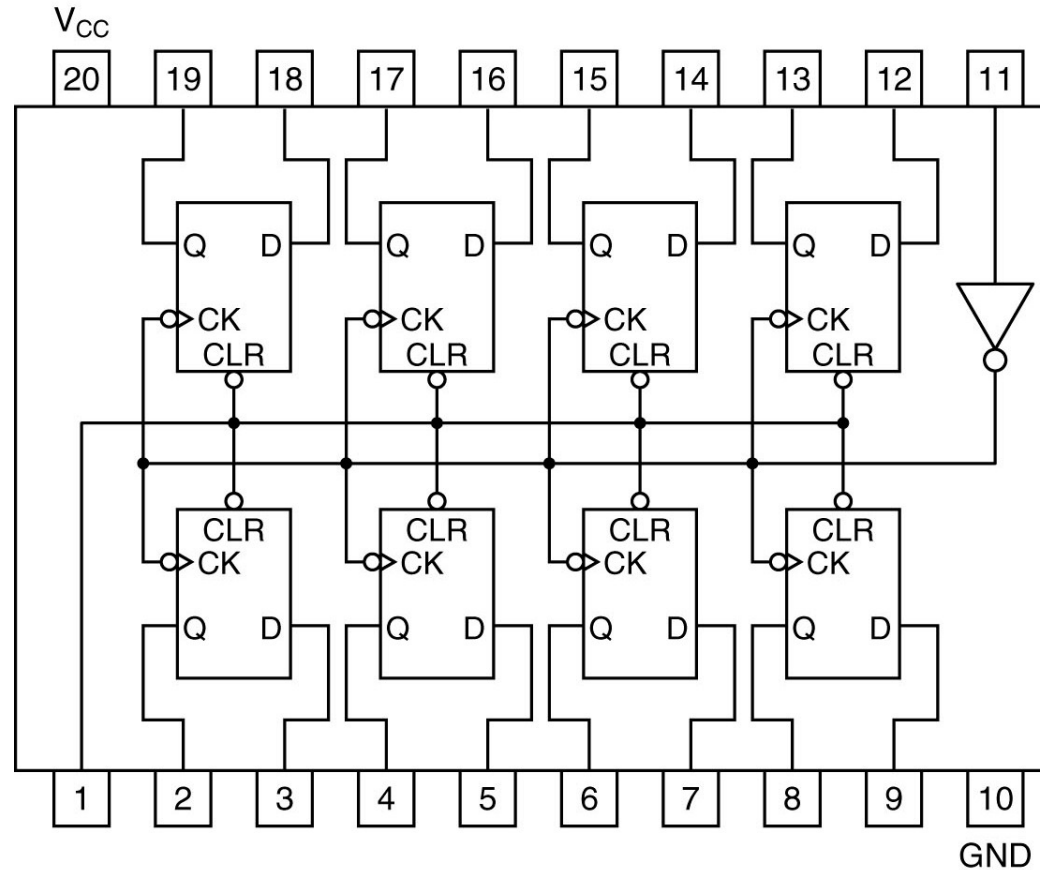 V_CC
20 19 18 17 16 15 14 13 12 11
Q D Q D Q D Q D
CK CK CK CK
CLR CLR CLR CLR
CLR CLR CLR CLR
CK CK CK CK
Q D Q D Q D Q D
1 2 3 4 5 6 7 8 9 10
GND